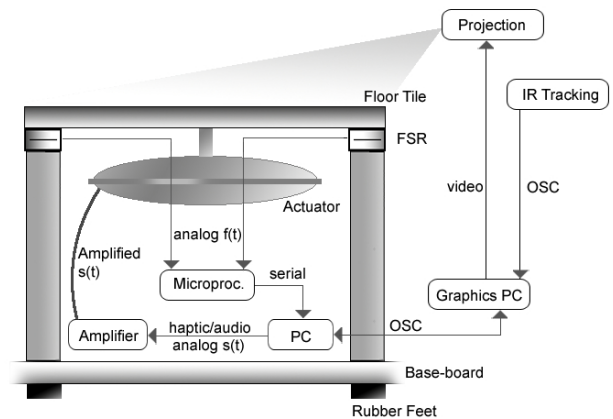 Projection
Floor Tile
IR Tracking
FSR
Actuator
video
OSC
analog f(t)
Amplified
s(t)
Microproc.
serial
Graphics PC
Amplifier
haptic/audio
analog s(t)
PC
OSC
Base-board
Rubber Feet